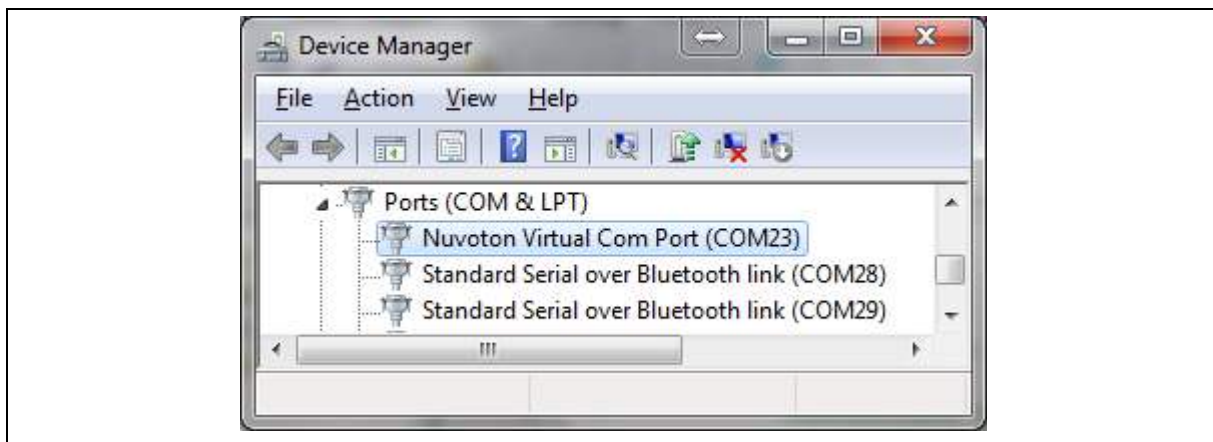 Device Manager
File Action View Help
Ports (COM & LPT)
Nuvoton Virtual Com Port (COM23)
Standard Serial over Bluetooth link (COM28)
Standard Serial over Bluetooth link (COM29)